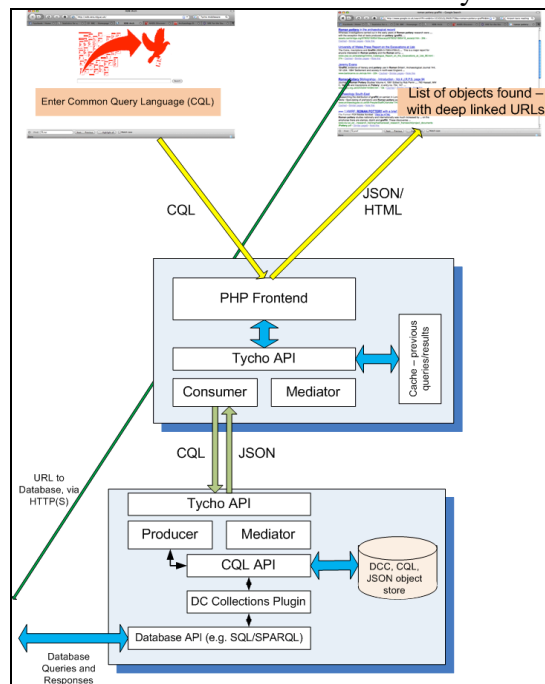 Enter Common Query Language (CQL)
List of objects found –
with deep linked URLs
CQL
JSON/
HTML
PHP Frontend
Tycho API
Cache – previous
queries/results
Consumer
Mediator
CQL
JSON
URL to
Database, via
HTTP(S)
Tycho API
Producer
Mediator
CQL API
DCC, CQL,
JSON object
store
DC Collections Plugin
Database API (e.g. SQL/SPARQL)
Database
Queries and
Responses